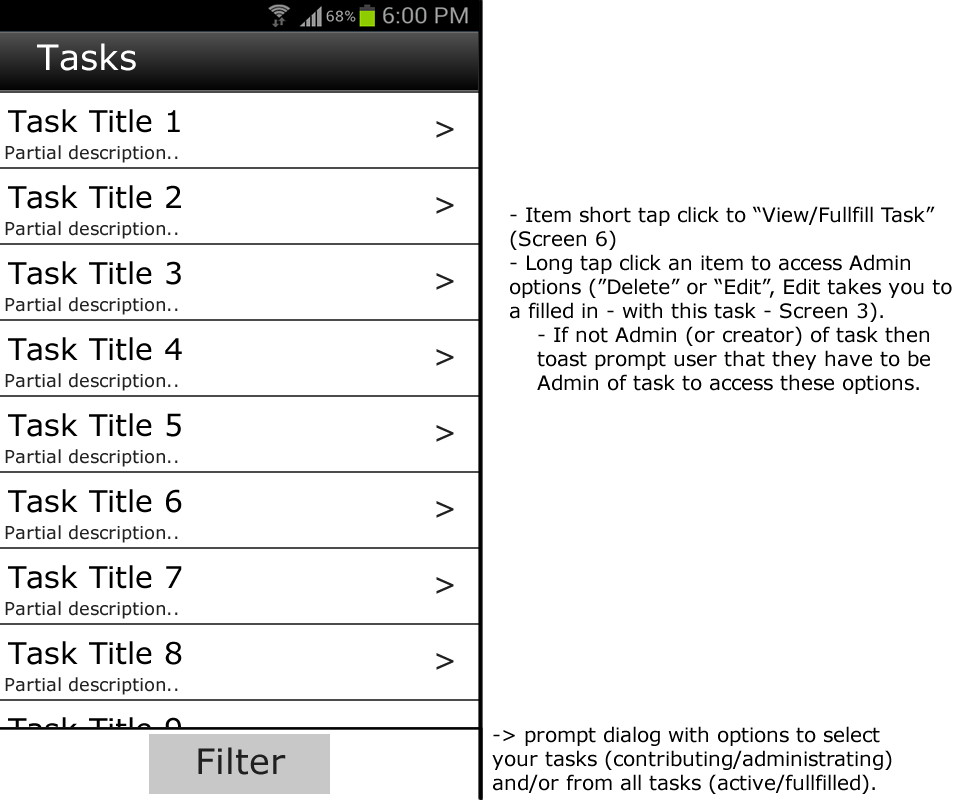 68% 6:00 PM
Tasks
Task Title 1
>
Partial description..
Task Title 2
>
Partial description..
Task Title 3
>
Partial description..
Task Title 4
>
Partial description..
Task Title 5
>
Partial description..
Task Title 6
>
Partial description..
Task Title 7
>
Partial description..
Task Title 8
>
Partial description..
Task Title 9
Filter
- Item short tap click to “View/Fullfill Task”
(Screen 6)
- Long tap click an item to access Admin
options (”Delete” or “Edit”, Edit takes you to
a filled in - with this task - Screen 3).
- If not Admin (or creator) of task then
toast prompt user that they have to be
Admin of task to access these options.
-> prompt dialog with options to select
your tasks (contributing/administrating)
and/or from all tasks (active/fullfilled).